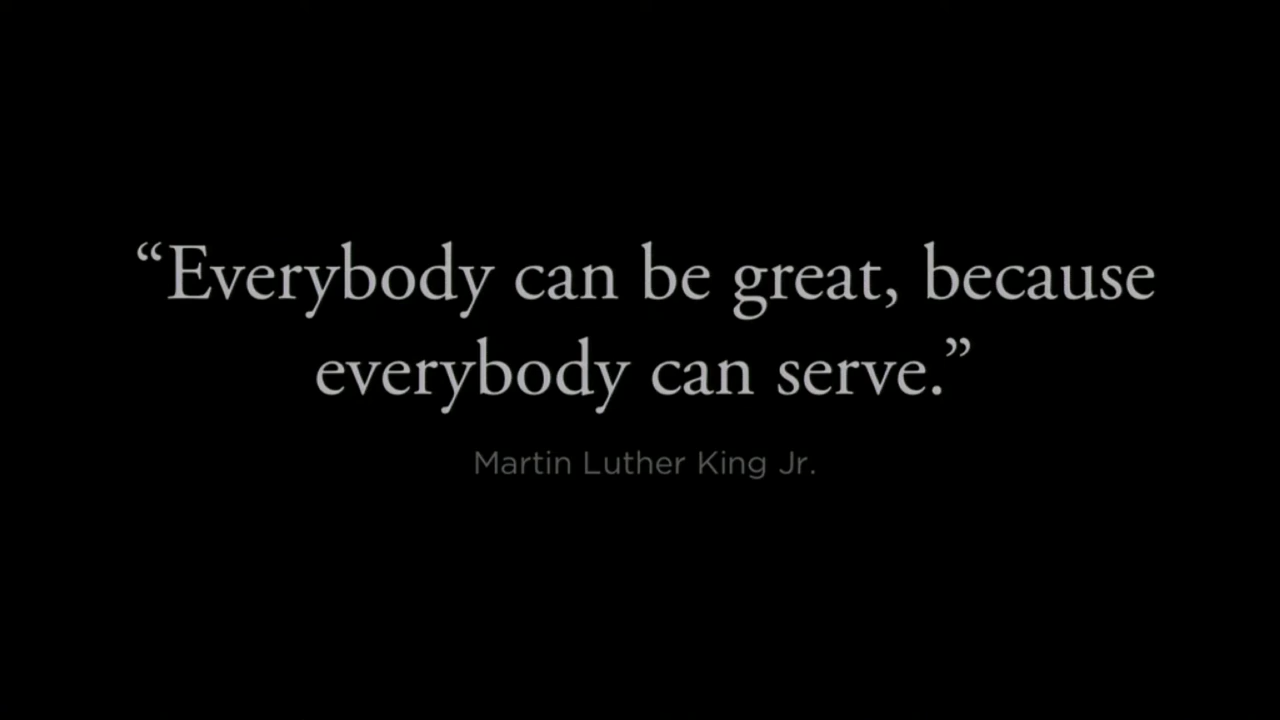 “Everybody can be great, because
everybody can serve.”
Martin Luther King Jr.